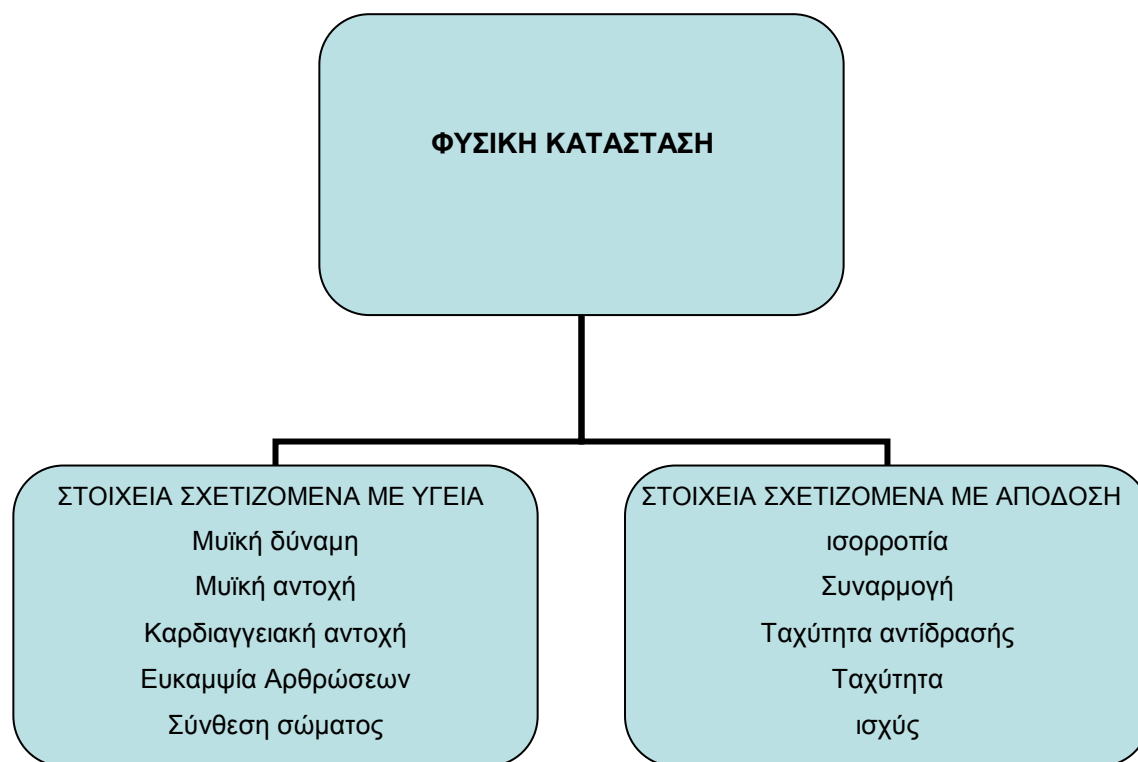 ΦΥΣΙΚΗ ΚΑΤΑΣΤΑΣΗ
ΣΤΟΙΧΕΙΑ ΣΧΕΤΙΖΟΜΕΝΑ ΜΕ ΥΓΕΙΑ
Μυϊκή δύναμη
Μυϊκή αντοχή
Καρδιαγγειακή αντοχή
Ευκαμψία Αρθρώσεων
Σύνθεση σώματος
ΣΤΟΙΧΕΙΑ ΣΧΕΤΙΖΟΜΕΝΑ ΜΕ ΑΠΟΔΟΣΗ
ισορροπία
Συναρμογή
Ταχύτητα αντίδρασής
Ταχύτητα
ισχύς